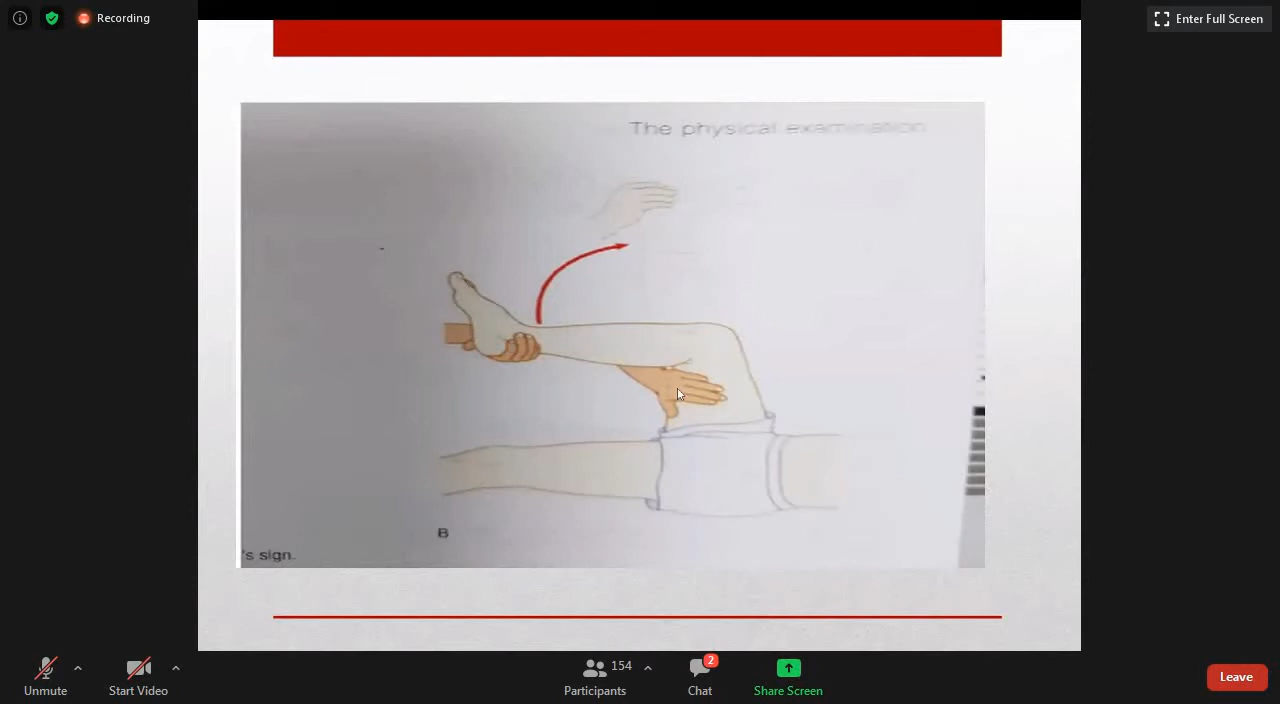 Recording
Enter Full Screen
The physical examination
B
's sign.
Unmute
Start Video
Participants
154
Chat
2
Share Screen
Leave